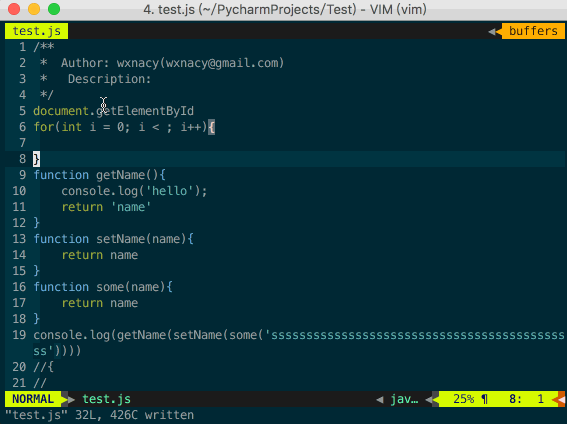 4. test.js (~/PycharmProjects/Test) - VIM (vim)
test.js buffers
1 /**
2  *  Author: wxnacy(wxnacy@gmail.com)
3  *   Description:
4  */
5 document.getElementById
6 for(int i = 0; i < ; i++){
7
8 }
9 function getName(){
10     console.log('hello');
11     return 'name'
12 }
13 function setName(name){
14     return name
15 }
16 function some(name){
17     return name
18 }
19 console.log(getName(setName(some('ssssssssssssssssssssssssssssssssssssssssss
ss'))))
20 //{
21 //
NORMAL test.js jav… 25% ¶ 8: 1
"test.js" 32L, 426C written